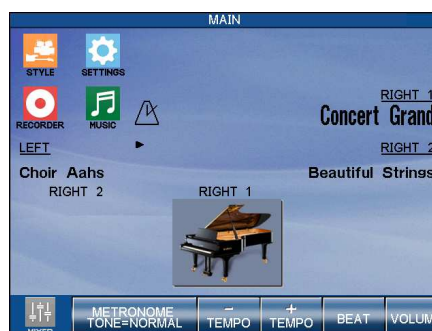 MAIN
STYLE SETTINGS
RIGHT 1
Concert Grand
RECORDER MUSIC
LEFT
RIGHT 2
Choir Aahs
Beautiful Strings
RIGHT 2
RIGHT 1
MIXER
METRONOME
TONE=NORMAL
− TEMPO
+ TEMPO
BEAT
VOLUM